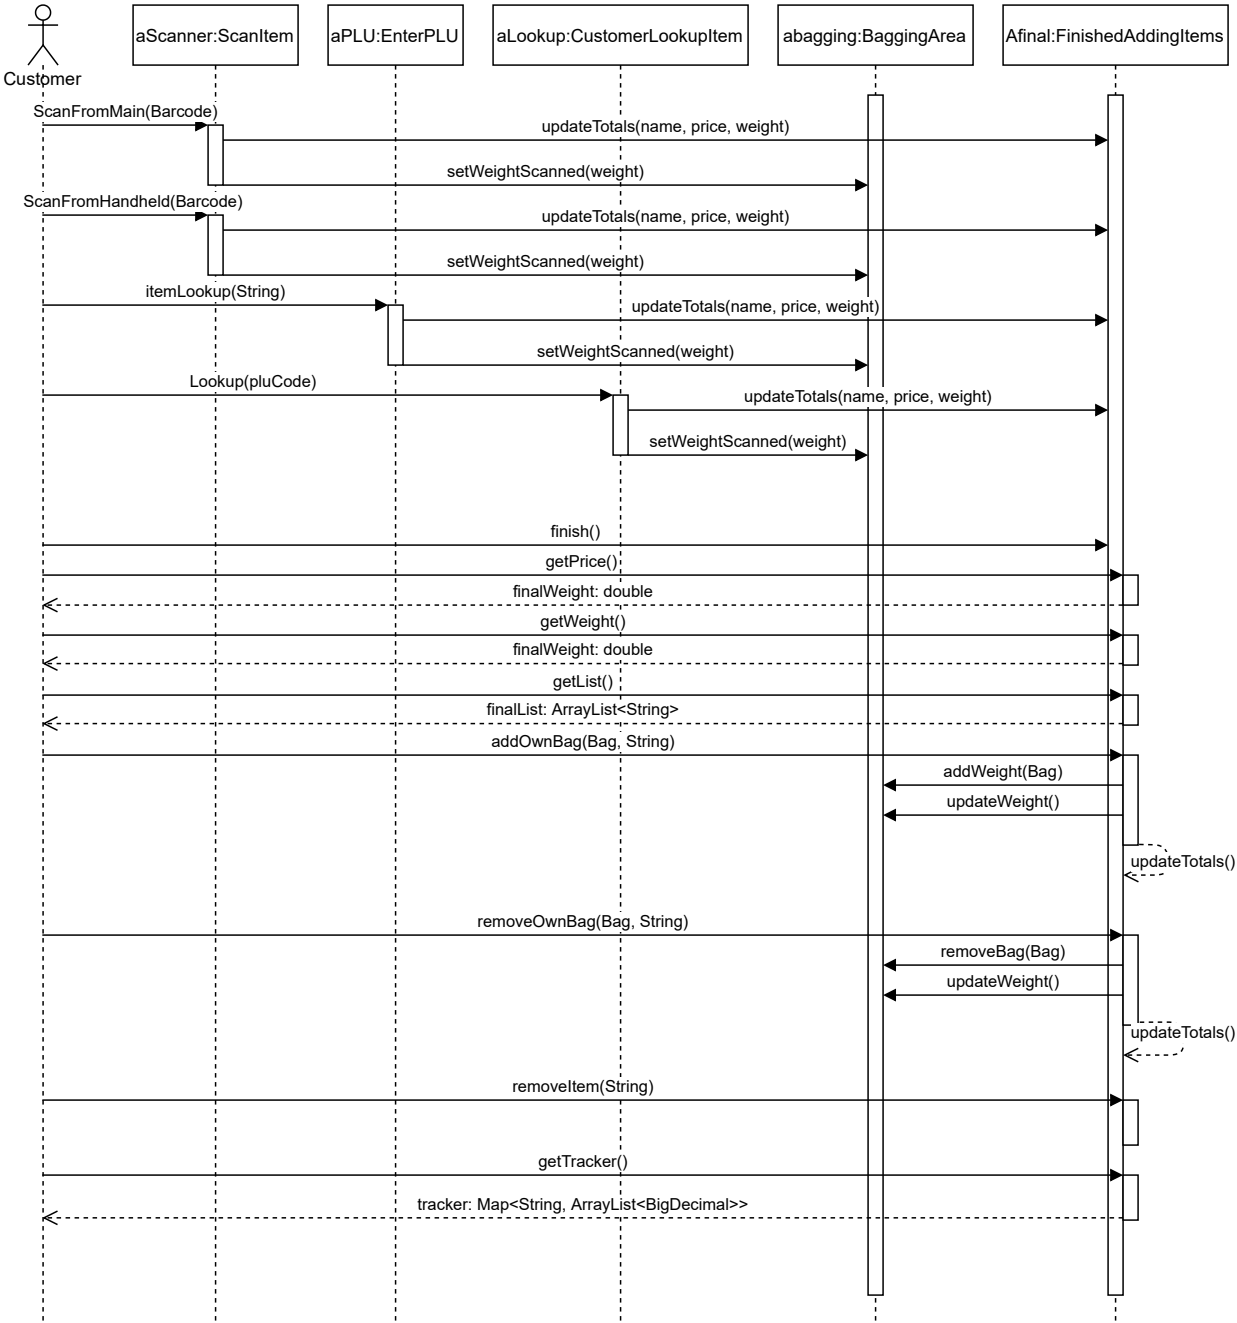 aScanner:ScanItem
aPLU:EnterPLU
aLookup:CustomerLookupItem
abagging:BaggingArea
Afinal:FinishedAddingItems
Customer
ScanFromMain(Barcode)
updateTotals(name, price, weight)
setWeightScanned(weight)
ScanFromHandheld(Barcode)
updateTotals(name, price, weight)
setWeightScanned(weight)
itemLookup(String)
updateTotals(name, price, weight)
setWeightScanned(weight)
Lookup(pluCode)
updateTotals(name, price, weight)
setWeightScanned(weight)
finish()
getPrice()
finalWeight: double
getWeight()
finalWeight: double
getList()
finalList: ArrayList<String>
addOwnBag(Bag, String)
addWeight(Bag)
updateWeight()
updateTotals()
removeOwnBag(Bag, String)
removeBag(Bag)
updateWeight()
updateTotals()
removeItem(String)
getTracker()
tracker: Map<String, ArrayList<BigDecimal>>